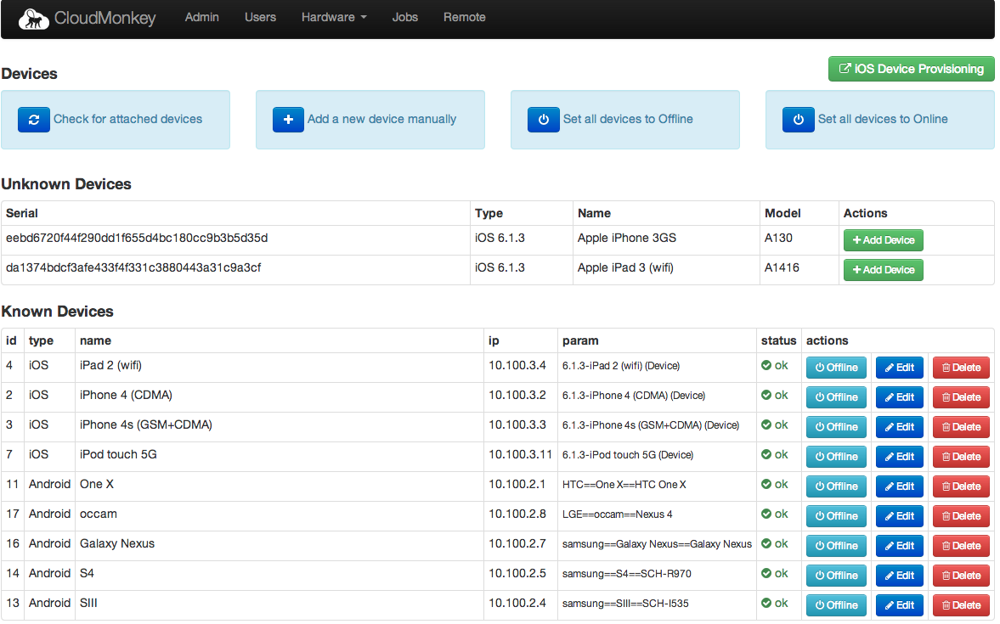 CloudMonkey Admin Users Hardware Jobs Remote
Devices iOS Device Provisioning
Check for attached devices Add a new device manually Set all devices to Offline Set all devices to Online
Unknown Devices
Serial Type Name Model Actions
eebd6720f44f290dd1f655d4bc180cc9b3b5d35d iOS 6.1.3 Apple iPhone 3GS A130 Add Device
da1374bdcf3afe433f4f331c3880443a31c9a3cf iOS 6.1.3 Apple iPad 3 (wifi) A1416 Add Device
Known Devices
id type name ip param status actions
4 iOS iPad 2 (wifi) 10.100.3.4 6.1.3-iPad 2 (wifi) (Device) ok Offline Edit Delete
2 iOS iPhone 4 (CDMA) 10.100.3.2 6.1.3-iPhone 4 (CDMA) (Device) ok Offline Edit Delete
3 iOS iPhone 4s (GSM+CDMA) 10.100.3.3 6.1.3-iPhone 4s (GSM+CDMA) (Device) ok Offline Edit Delete
7 iOS iPod touch 5G 10.100.3.11 6.1.3-iPod touch 5G (Device) ok Offline Edit Delete
11 Android One X 10.100.2.1 HTC==One X==HTC One X ok Offline Edit Delete
17 Android occam 10.100.2.8 LGE==occam==Nexus 4 ok Offline Edit Delete
16 Android Galaxy Nexus 10.100.2.7 samsung==Galaxy Nexus==Galaxy Nexus ok Offline Edit Delete
14 Android S4 10.100.2.5 samsung==S4==SCH-R970 ok Offline Edit Delete
13 Android SIII 10.100.2.4 samsung==SIII==SCH-I535 ok Offline Edit Delete